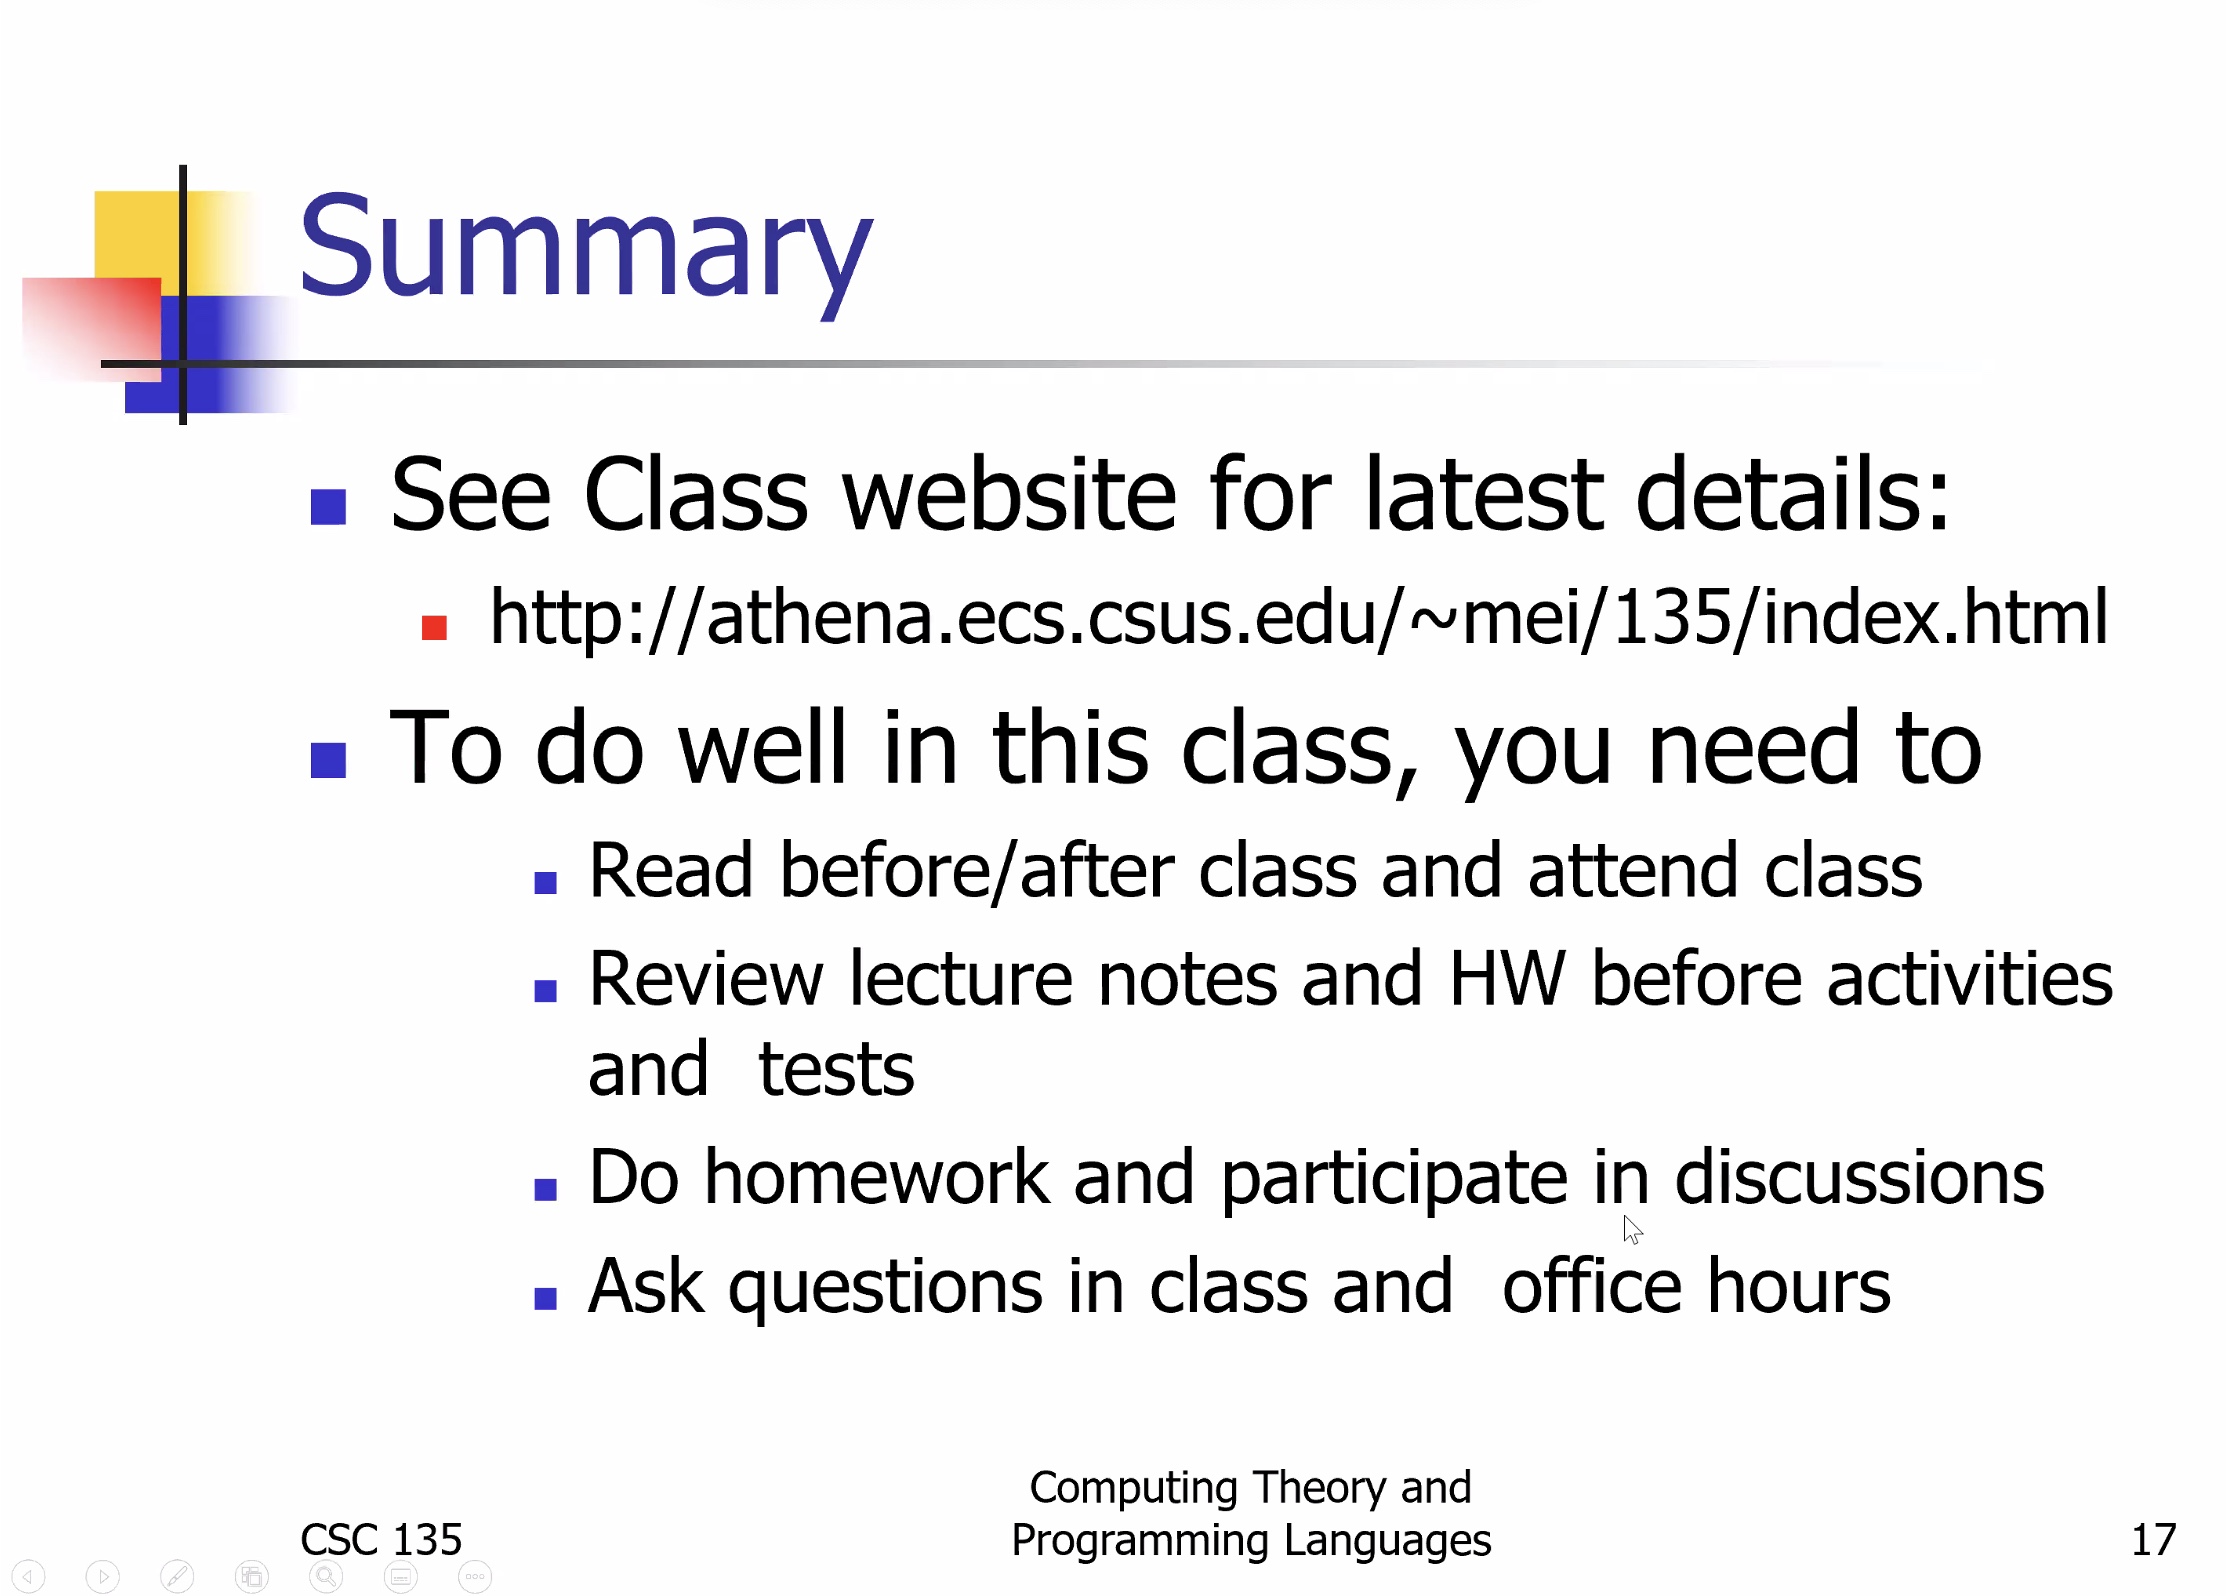 Summary
See Class website for latest details:
http://athena.ecs.csus.edu/~mei/135/index.html
To do well in this class, you need to
Read before/after class and attend class
Review lecture notes and HW before activities
and  tests
Do homework and participate in discussions
Ask questions in class and  office hours
CSC 135
Computing Theory and
Programming Languages
17